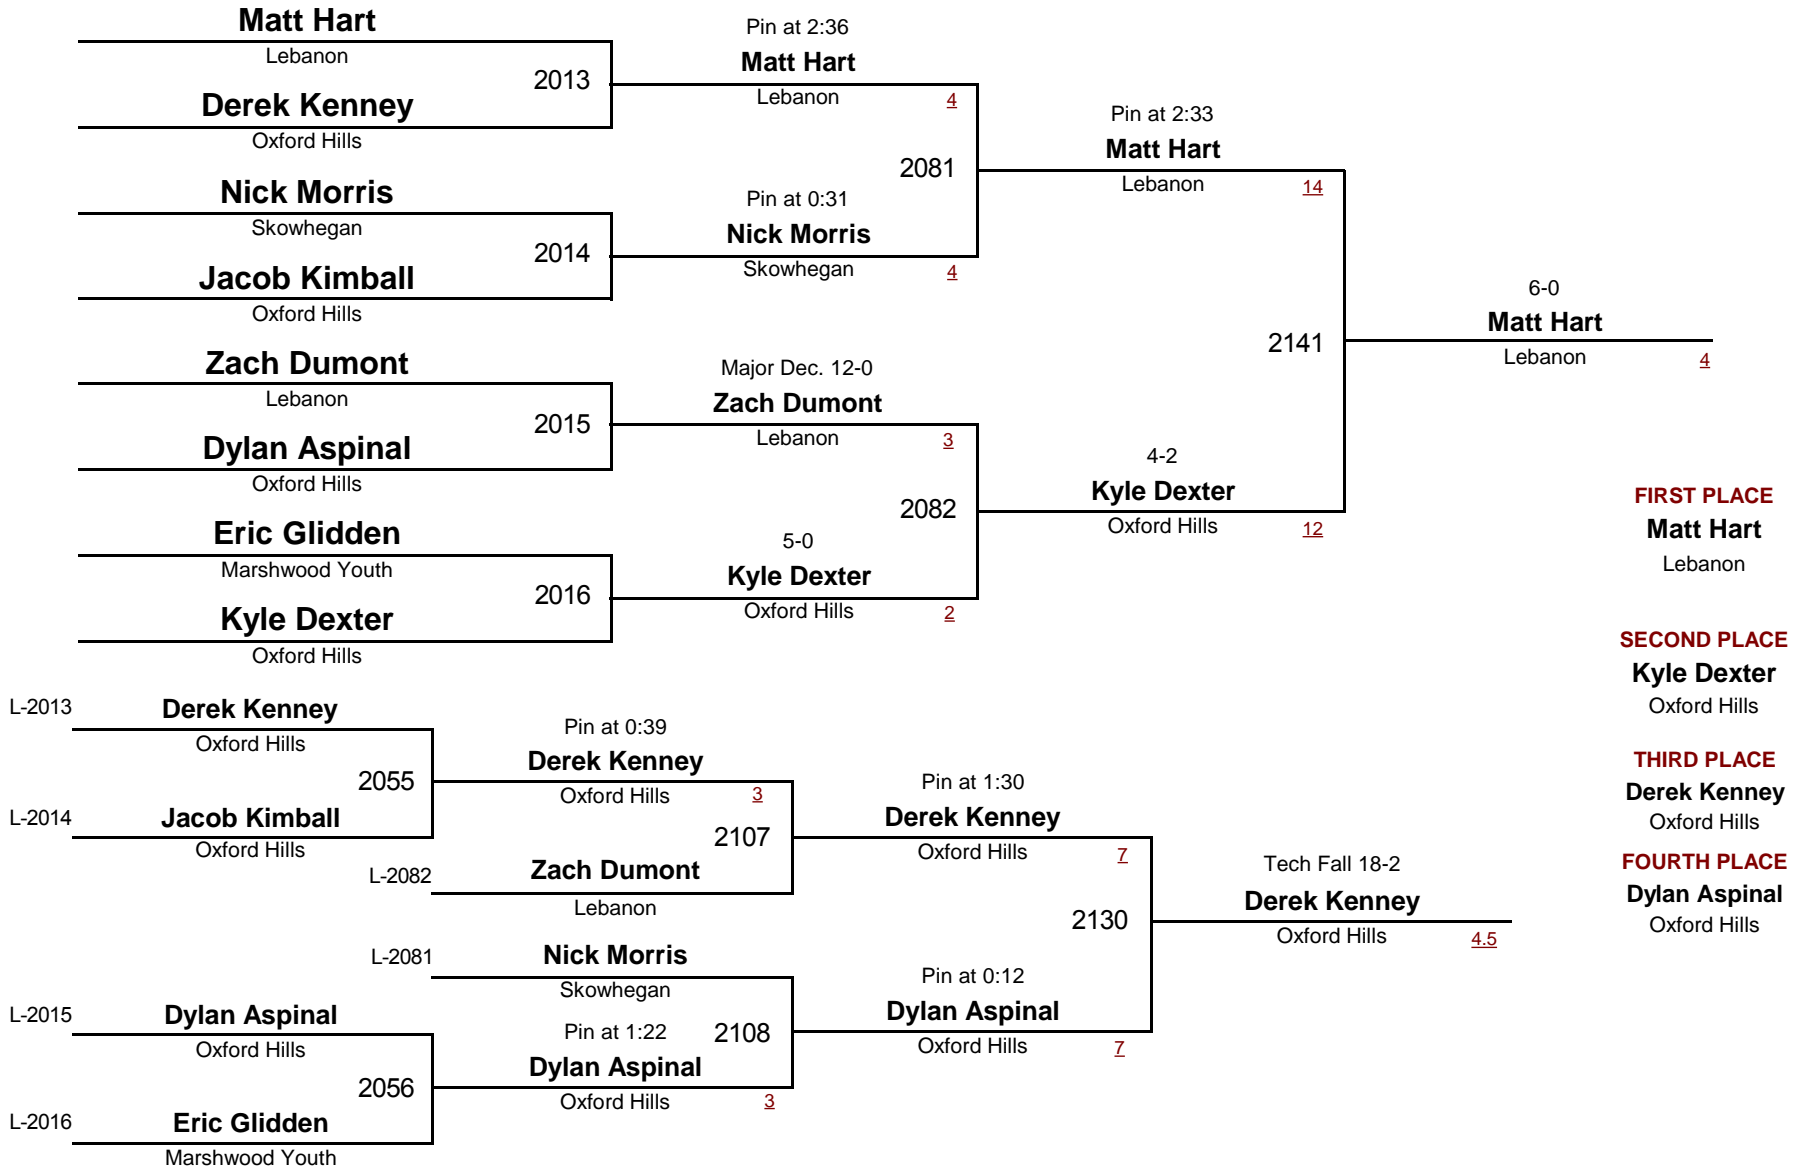 Matt Hart
Lebanon
2013
Derek Kenney
Oxford Hills
Nick Morris
Skowhegan
2014
Jacob Kimball
Oxford Hills
Zach Dumont
Lebanon
2015
Dylan Aspinal
Oxford Hills
Eric Glidden
Marshwood Youth
2016
Kyle Dexter
Oxford Hills
Pin at 2:36
Matt Hart
Lebanon 4
2081
Pin at 0:31
Nick Morris
Skowhegan 4
Major Dec. 12-0
Zach Dumont
Lebanon 3
2082
5-0
Kyle Dexter
Oxford Hills 2
Pin at 2:33
Matt Hart
Lebanon 14
2141
4-2
Kyle Dexter
Oxford Hills 12
6-0
Matt Hart
Lebanon 4
FIRST PLACE
Matt Hart
Lebanon
SECOND PLACE
Kyle Dexter
Oxford Hills
THIRD PLACE
Derek Kenney
Oxford Hills
FOURTH PLACE
Dylan Aspinal
Oxford Hills
L-2013 Derek Kenney
Oxford Hills
2055
L-2014 Jacob Kimball
Oxford Hills
Pin at 0:39
Derek Kenney
Oxford Hills 3
2107
L-2082 Zach Dumont
Lebanon
L-2081 Nick Morris
Skowhegan
2108
L-2015 Dylan Aspinal
Oxford Hills
2056
L-2016 Eric Glidden
Marshwood Youth
Pin at 1:22
Dylan Aspinal
Oxford Hills 3
Pin at 1:30
Derek Kenney
Oxford Hills 7
2130
Pin at 0:12
Dylan Aspinal
Oxford Hills 7
Tech Fall 18-2
Derek Kenney
Oxford Hills 4.5